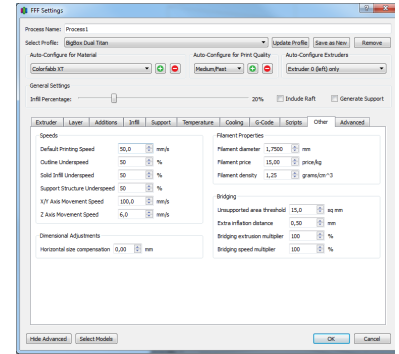 FFF Settings
Process Name: Process1
Select Profile: BigBox Dual Titan Update Profile Save as New Remove
Auto-Configure for Material Auto-Configure for Print Quality Auto-Configure Extruders
Colorfabb XT Medium/Fast Extruder 0 (left) only
General Settings
Infill Percentage: 20% Include Raft Generate Support
Extruder Layer Additions Infill Support Temperature Cooling G-Code Scripts Other Advanced
Speeds
Default Printing Speed 50,0 mm/s
Outline Underspeed 50 %
Solid Infill Underspeed 50 %
Support Structure Underspeed 50 %
X/Y Axis Movement Speed 100,0 mm/s
Z Axis Movement Speed 6,0 mm/s
Dimensional Adjustments
Horizontal size compensation 0,00 mm
Filament Properties
Filament diameter 1,7500 mm
Filament price 15,00 price/kg
Filament density 1,25 grams/cm^3
Bridging
Unsupported area threshold 15,0 sq mm
Extra inflation distance 0,50 mm
Bridging extrusion multiplier 100 %
Bridging speed multiplier 100 %
Hide Advanced Select Models OK Cancel